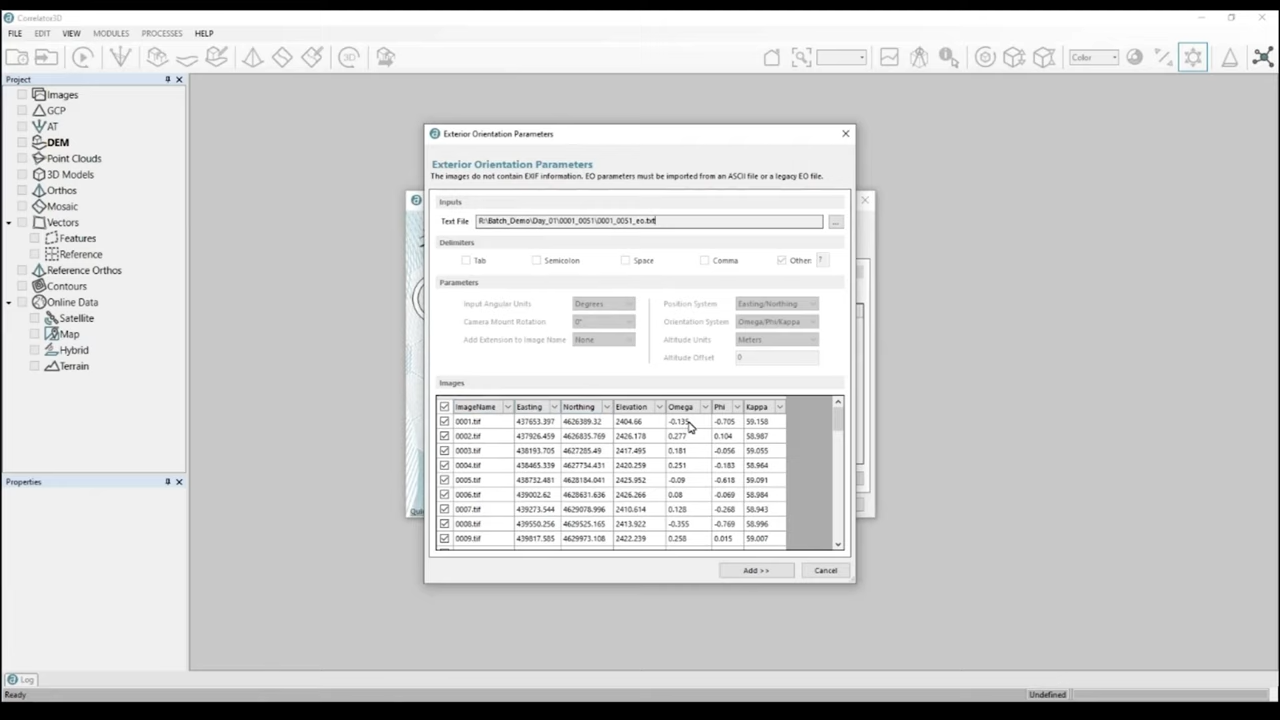 Correlator3D
FILE EDIT VIEW MODULES PROCESSES HELP
Color
Project
Images
GCP
AT
DEM
Point Clouds
3D Models
Orthos
Mosaic
Vectors
Features
Reference
Reference Orthos
Contours
Online Data
Satellite
Map
Hybrid
Terrain
Properties
Log
Ready
Undefined
Exterior Orientation Parameters
Exterior Orientation Parameters
The images do not contain EXIF information. EO parameters must be imported from an ASCII file or a legacy EO file.
Inputs
Text File R:\Batch_Demo\Day_01\0001_0051\0001_0051_eo.txt ...
Delimiters
Tab Semicolon Space Comma Other: ?
Parameters
Input Angular Units Degrees Position System Easting/Northing
Camera Mount Rotation 0° Orientation System Omega/Phi/Kappa
Add Extension to Image Name None Altitude Units Meters
Altitude Offset 0
Images
ImageName Easting Northing Elevation Omega Phi Kappa
0001.tif 437653.397 4626389.32 2404.66 -0.135 -0.705 59.158
0002.tif 437926.459 4626835.769 2426.178 0.277 0.104 58.987
0003.tif 438193.705 4627285.49 2417.495 0.181 -0.056 59.055
0004.tif 438465.339 4627734.431 2420.259 0.251 -0.183 58.964
0005.tif 438732.481 4628184.041 2425.952 -0.09 -0.618 59.091
0006.tif 439002.62 4628631.636 2426.266 0.08 -0.069 58.984
0007.tif 439273.544 4629078.996 2410.614 0.128 -0.268 58.943
0008.tif 439550.256 4629525.165 2413.922 -0.355 -0.769 58.996
0009.tif 439817.585 4629973.108 2422.239 0.258 0.015 59.007
Add >> Cancel